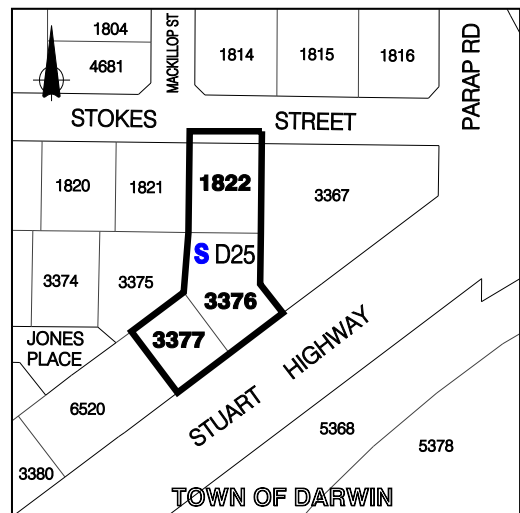 1804
4681
MACKILLOP ST
1814
1815
1816
PARAP RD
STOKES STREET
1820
1821
1822
3367
S D25
3374
3375
3376
3377
JONES
PLACE
STUART HIGHWAY
6520
5368
5378
3380
TOWN OF DARWIN